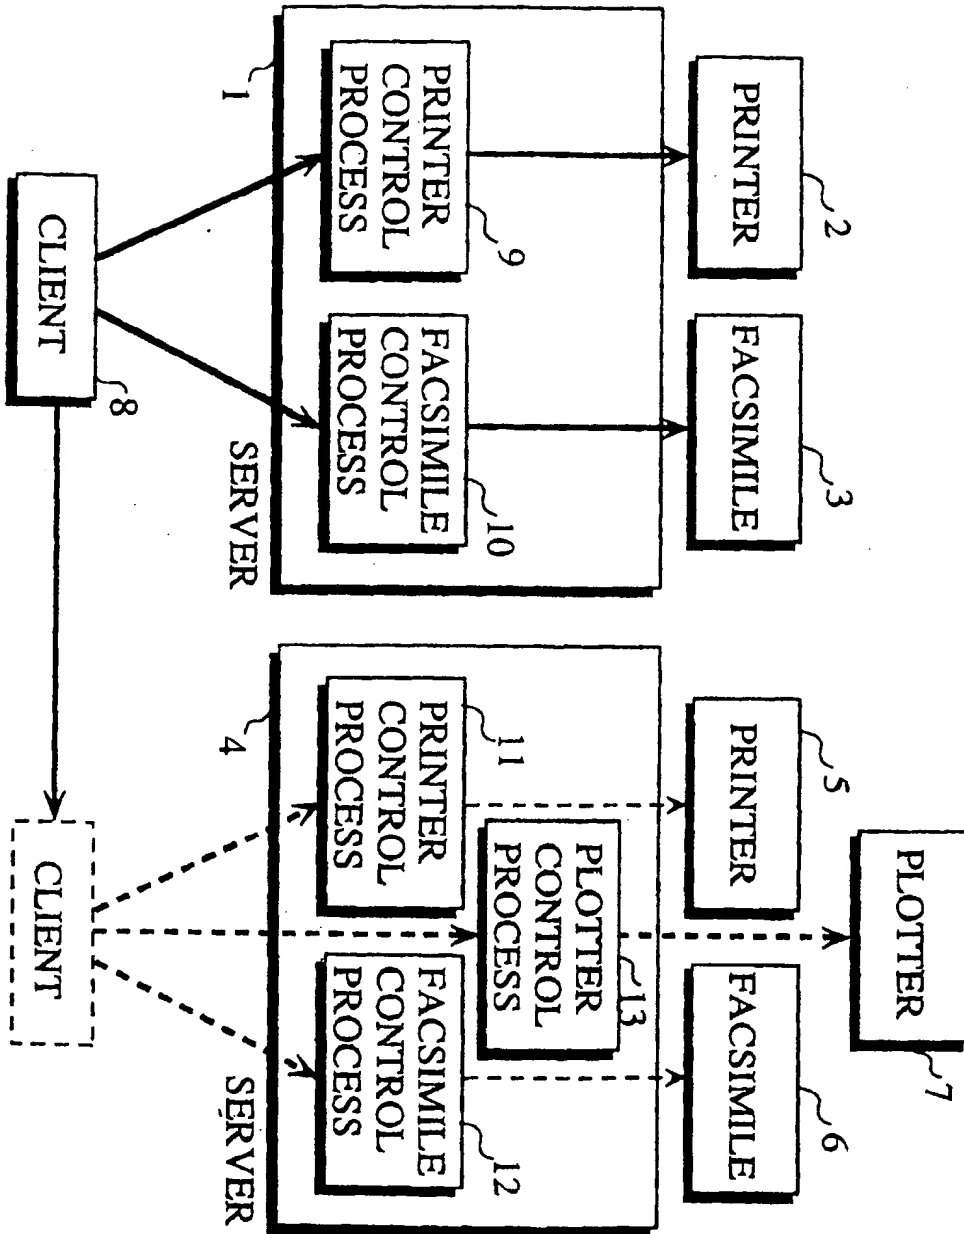 PLOTTER
7
PRINTER
2
FACSIMILE
3
PRINTER
5
FACSIMILE
6
PRINTER
CONTROL
PROCESS
9
FACSIMILE
CONTROL
PROCESS
10
PRINTER
CONTROL
PROCESS
11
PLOTTER
CONTROL
PROCESS
13
FACSIMILE
CONTROL
PROCESS
12
1
SERVER
4
SERVER
CLIENT
8
CLIENT